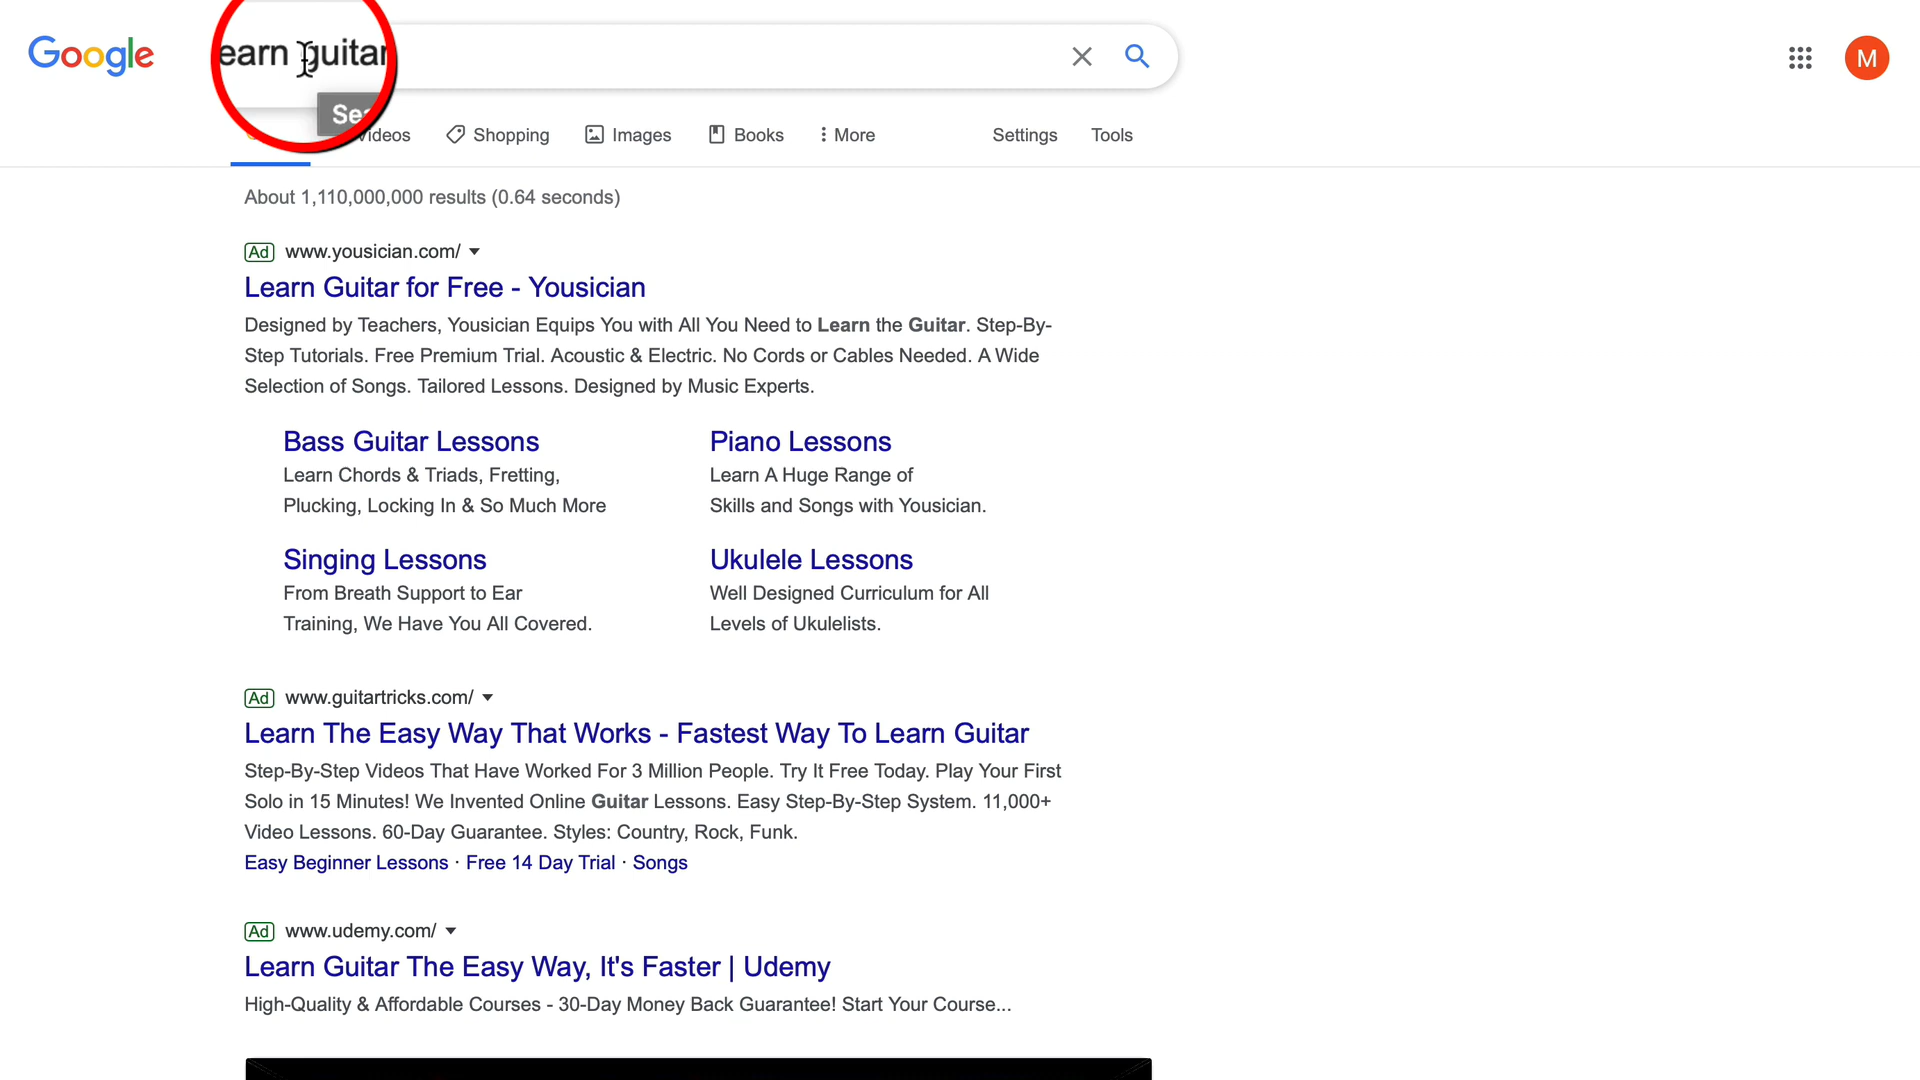 Google
earn guitar
M
Videos
Shopping
Images
Books
More
Settings
Tools
About 1,110,000,000 results (0.64 seconds)
Ad www.yousician.com/
Learn Guitar for Free - Yousician
Designed by Teachers, Yousician Equips You with All You Need to Learn the Guitar. Step-By-
Step Tutorials. Free Premium Trial. Acoustic & Electric. No Cords or Cables Needed. A Wide
Selection of Songs. Tailored Lessons. Designed by Music Experts.
Bass Guitar Lessons
Learn Chords & Triads, Fretting,
Plucking, Locking In & So Much More
Piano Lessons
Learn A Huge Range of
Skills and Songs with Yousician.
Singing Lessons
From Breath Support to Ear
Training, We Have You All Covered.
Ukulele Lessons
Well Designed Curriculum for All
Levels of Ukulelists.
Ad www.guitartricks.com/
Learn The Easy Way That Works - Fastest Way To Learn Guitar
Step-By-Step Videos That Have Worked For 3 Million People. Try It Free Today. Play Your First
Solo in 15 Minutes! We Invented Online Guitar Lessons. Easy Step-By-Step System. 11,000+
Video Lessons. 60-Day Guarantee. Styles: Country, Rock, Funk.
Easy Beginner Lessons · Free 14 Day Trial · Songs
Ad www.udemy.com/
Learn Guitar The Easy Way, It's Faster | Udemy
High-Quality & Affordable Courses - 30-Day Money Back Guarantee! Start Your Course...